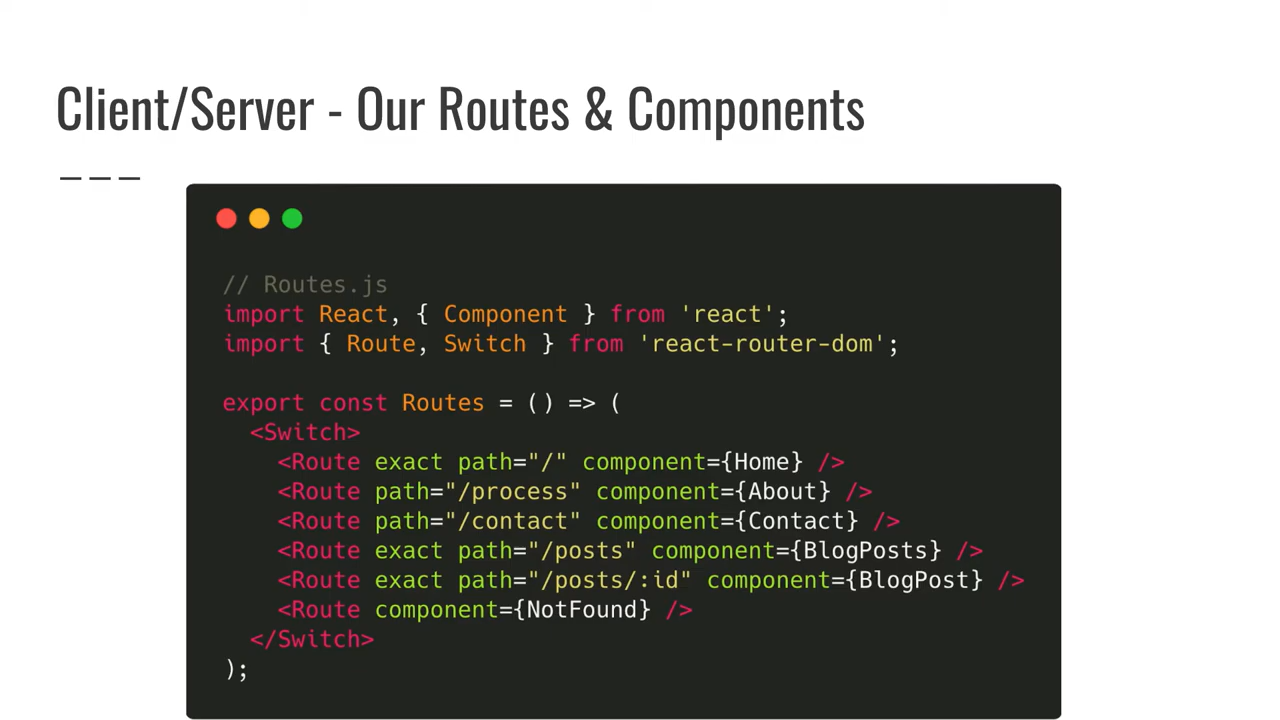 Client/Server - Our Routes & Components
// Routes.js
import React, { Component } from 'react';
import { Route, Switch } from 'react-router-dom';
export const Routes = () => (
<Switch>
<Route exact path="/" component={Home} />
<Route path="/process" component={About} />
<Route path="/contact" component={Contact} />
<Route exact path="/posts" component={BlogPosts} />
<Route exact path="/posts/:id" component={BlogPost} />
<Route component={NotFound} />
</Switch>
);